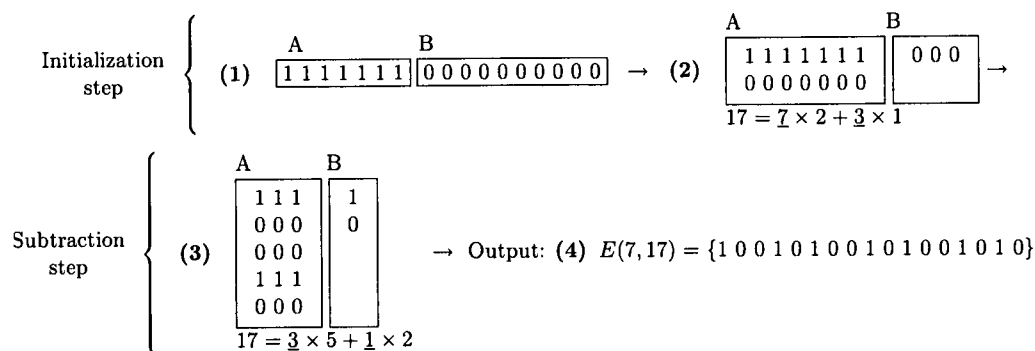 A B A B
Initialization step (1) 1 1 1 1 1 1 1 0 0 0 0 0 0 0 0 0 0 → (2) 1 1 1 1 1 1 1 0 0 0 →
0 0 0 0 0 0 0
17 = 7 × 2 + 3 × 1
A B
1 1 1 1
0 0 0 0
Subtraction step (3) 0 0 0 → Output: (4) E(7, 17) = {1 0 0 1 0 1 0 0 1 0 1 0 0 1 0 1 0}
1 1 1
0 0 0
17 = 3 × 5 + 1 × 2